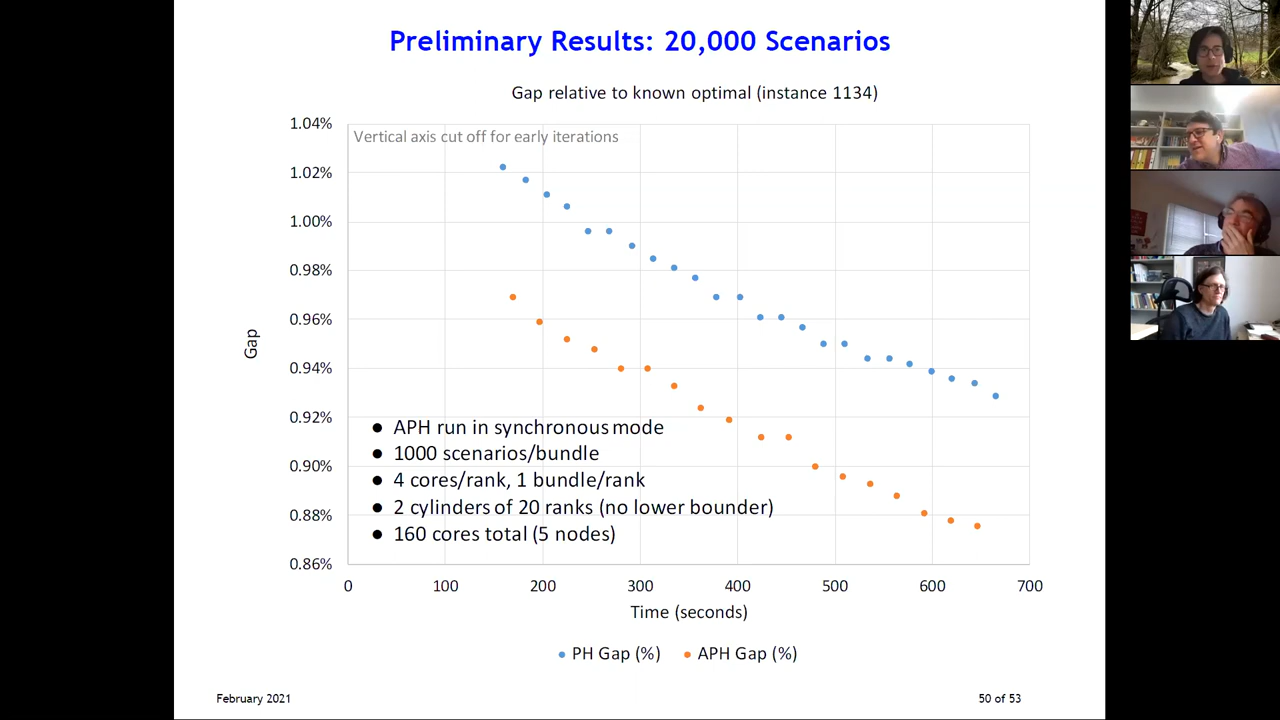 Preliminary Results: 20,000 Scenarios
Gap relative to known optimal (instance 1134)
Vertical axis cut off for early iterations
1.04%
1.02%
1.00%
0.98%
0.96%
0.94%
0.92%
0.90%
0.88%
0.86%
Gap
● APH run in synchronous mode
● 1000 scenarios/bundle
● 4 cores/rank, 1 bundle/rank
● 2 cylinders of 20 ranks (no lower bounder)
● 160 cores total (5 nodes)
0 100 200 300 400 500 600 700
Time (seconds)
PH Gap (%) APH Gap (%)
February 2021 50 of 53